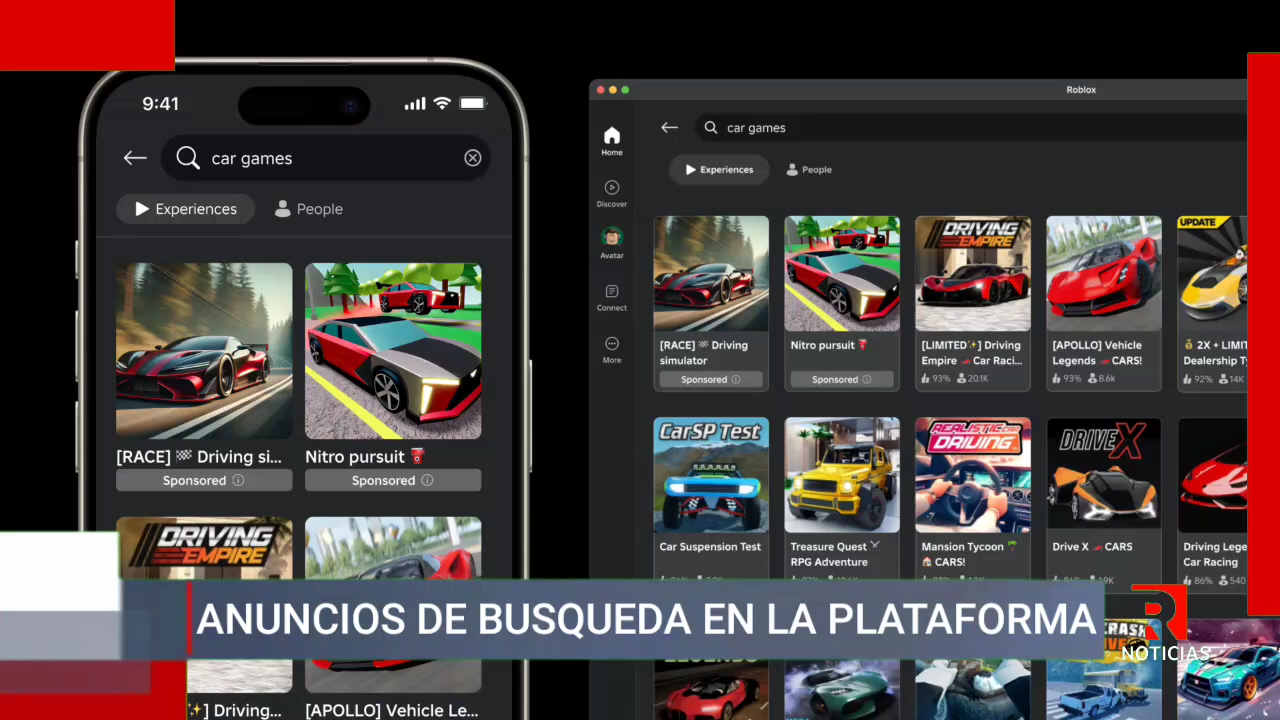 9:41
car games
Experiences
People
[RACE] 🏁 Driving si...
Sponsored
Nitro pursuit
Sponsored
DRIVING
EMPIRE
✨] Driving...
[APOLLO] Vehicle Le...
Roblox
car games
Home
Discover
Avatar
Connect
More
Experiences
People
[RACE] 🏁 Driving
simulator
Sponsored
Nitro pursuit
Sponsored
DRIVING
EMPIRE
[LIMITED✨] Driving
Empire 🏎️ Car Raci...
93% 20.1K
[APOLLO] Vehicle
Legends 🏎️ CARS!
93% 8.6k
UPDATE
💰 2X + LIMIT
Dealership Ty
92% 14K
CarSP Test
Car Suspension Test
Treasure Quest ⚔️
RPG Adventure
REALISTIC CAR
DRIVING
Mansion Tycoon 🌴
🏠 CARS!
DRIVE X
Drive X 🏎️ CARS
Driving Lege
Car Racing
86% 540
CRASH
ANUNCIOS DE BUSQUEDA EN LA PLATAFORMA
R
NOTICIAS